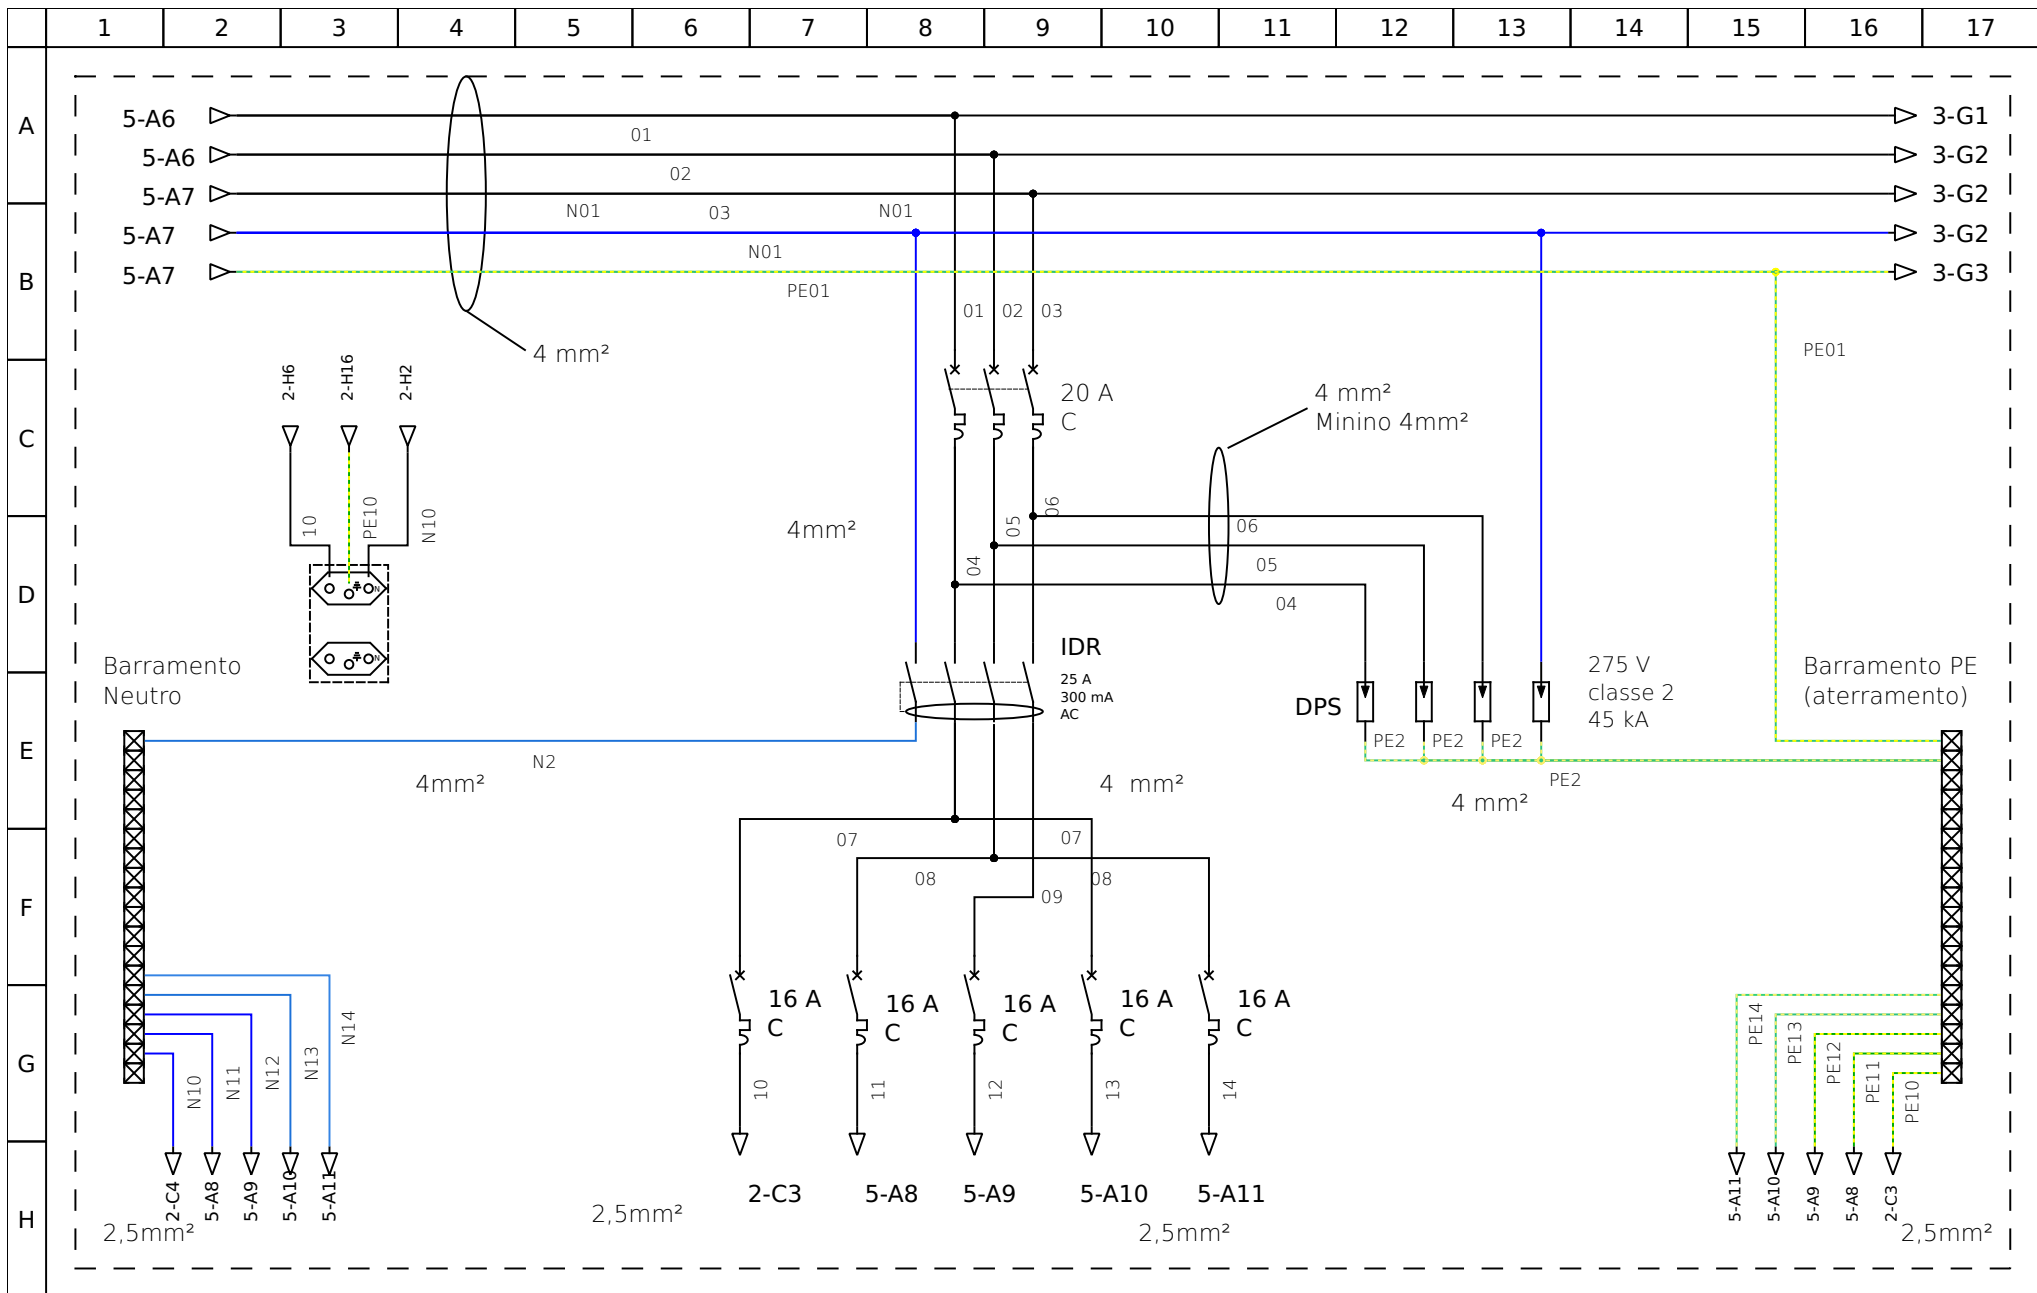 1 2 3 4 5 6 7 8 9 10 11 12 13 14 15 16 17
A
5-A6
3-G1
01
5-A6
3-G2
02
5-A7
3-G2
N01 03 N01
5-A7
3-G2
N01
B
5-A7
3-G3
PE01
01 02 03
4 mm²
PE01
2-H6
2-H16
2-H2
20 A
C
4 mm²
Minino 4mm²
C
10
PE10
N10
4mm²
04
05
06
06
05
04
D
N
N
IDR
25 A
300 mA
AC
DPS
275 V
classe 2
45 kA
Barramento
Neutro
Barramento PE
(aterramento)
E
N2
PE2 PE2 PE2
PE2
4mm²
4 mm²
4 mm²
07 07
08 08
09
F
16 A
C
16 A
C
16 A
C
16 A
C
16 A
C
G
N10
N11
N12
N13
N14
10
11
12
13
14
PE14
PE13
PE12
PE11
PE10
H
2-C4
5-A8
5-A9
5-A10
5-A11
2-C3 5-A8 5-A9 5-A10 5-A11
5-A11
5-A10
5-A9
5-A8
2-C3
2,5mm²
2,5mm²
2,5mm²
2,5mm²